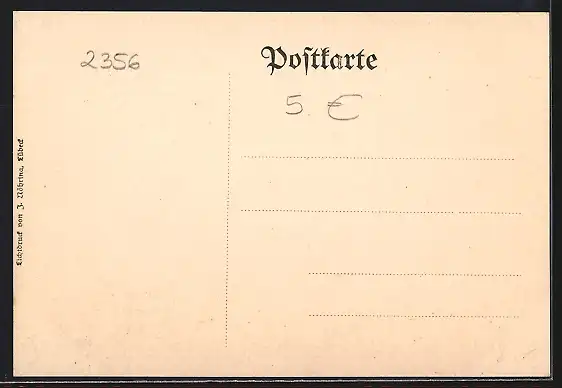 2356
Postkarte
5 €
Lichtdruck von J. Nöhring, Lübeck